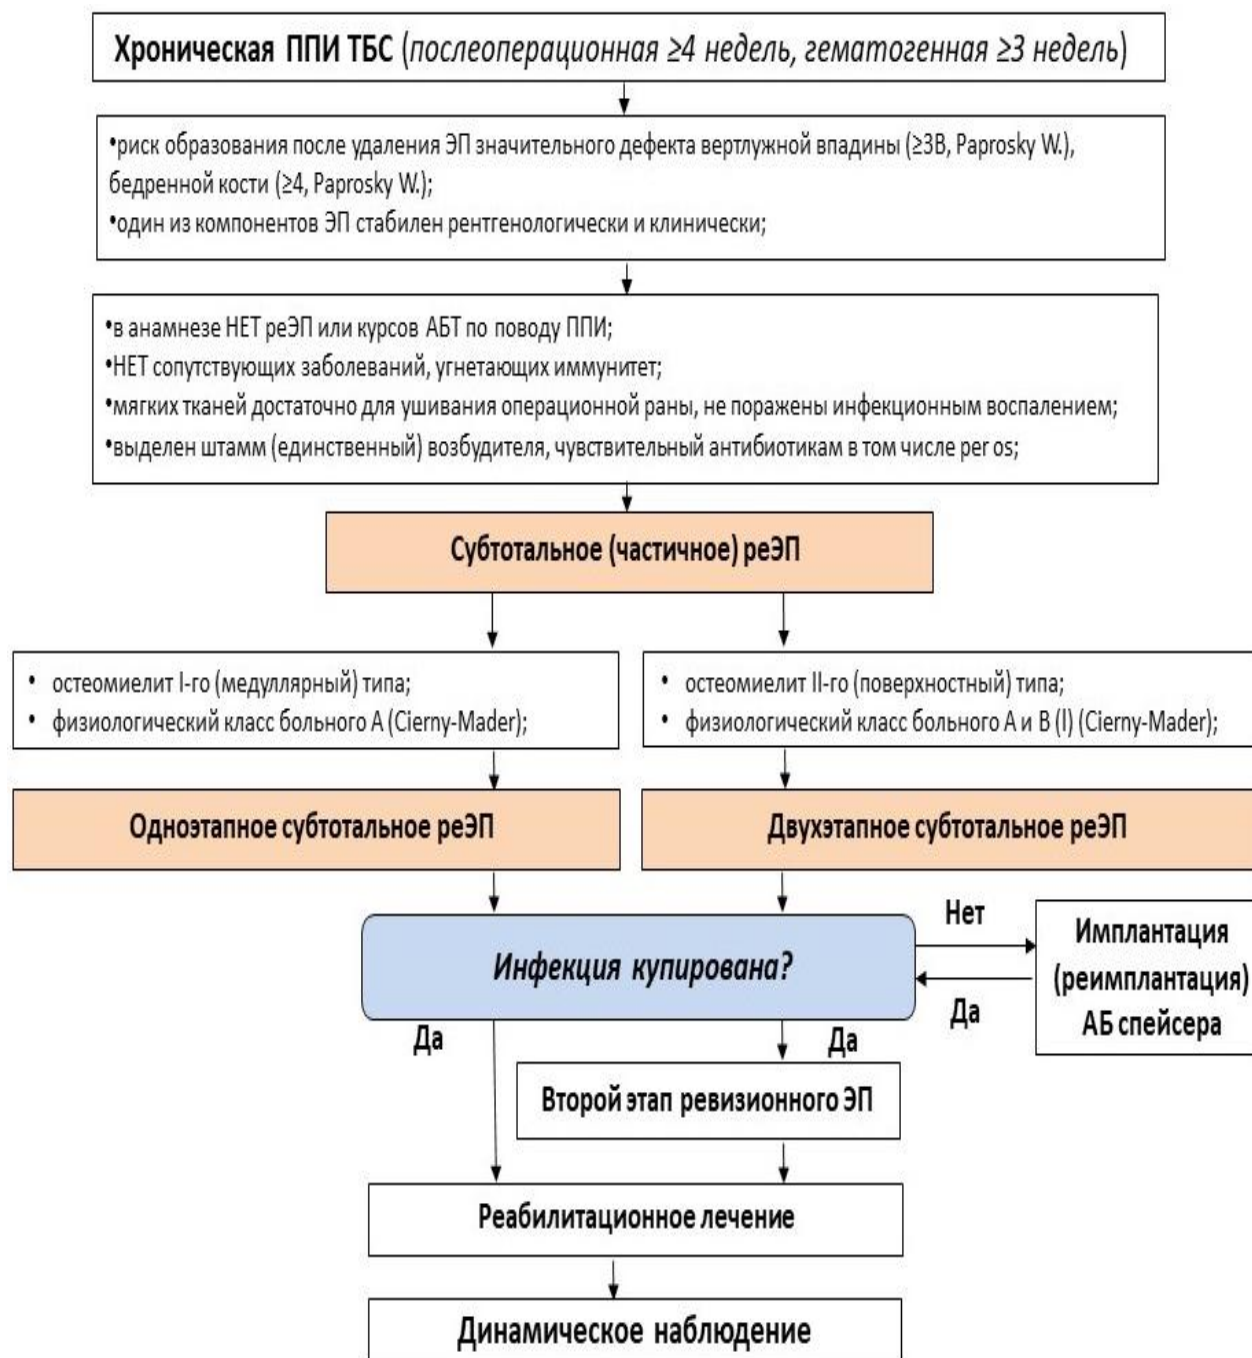 Хроническая ППИ ТБС (послеоперационная ≥4 недель, гематогенная ≥3 недель)
•риск образования после удаления ЭП значительного дефекта вертлужной впадины (≥3В, Paprosky W.),
бедренной кости (≥4, Paprosky W.);
•один из компонентов ЭП стабилен рентгенологически и клинически;
•в анамнезе НЕТ реЭП или курсов АБТ по поводу ППИ;
•НЕТ сопутствующих заболеваний, угнетающих иммунитет;
•мягких тканей достаточно для ушивания операционной раны, не поражены инфекционным воспалением;
•выделен штамм (единственный) возбудителя, чувствительный антибиотикам в том числе per os;
Субтотальное (частичное) реЭП
• остеомиелит I-го (медуллярный) типа;
• физиологический класс больного А (Cierny-Mader);
• остеомиелит II-го (поверхностный) типа;
• физиологический класс больного А и В (l) (Cierny-Mader);
Одноэтапное субтотальное реЭП
Двухэтапное субтотальное реЭП
Инфекция купирована?
Нет
Да
Имплантация
(реимплантация)
АБ спейсера
Да
Да
Второй этап ревизионного ЭП
Реабилитационное лечение
Динамическое наблюдение